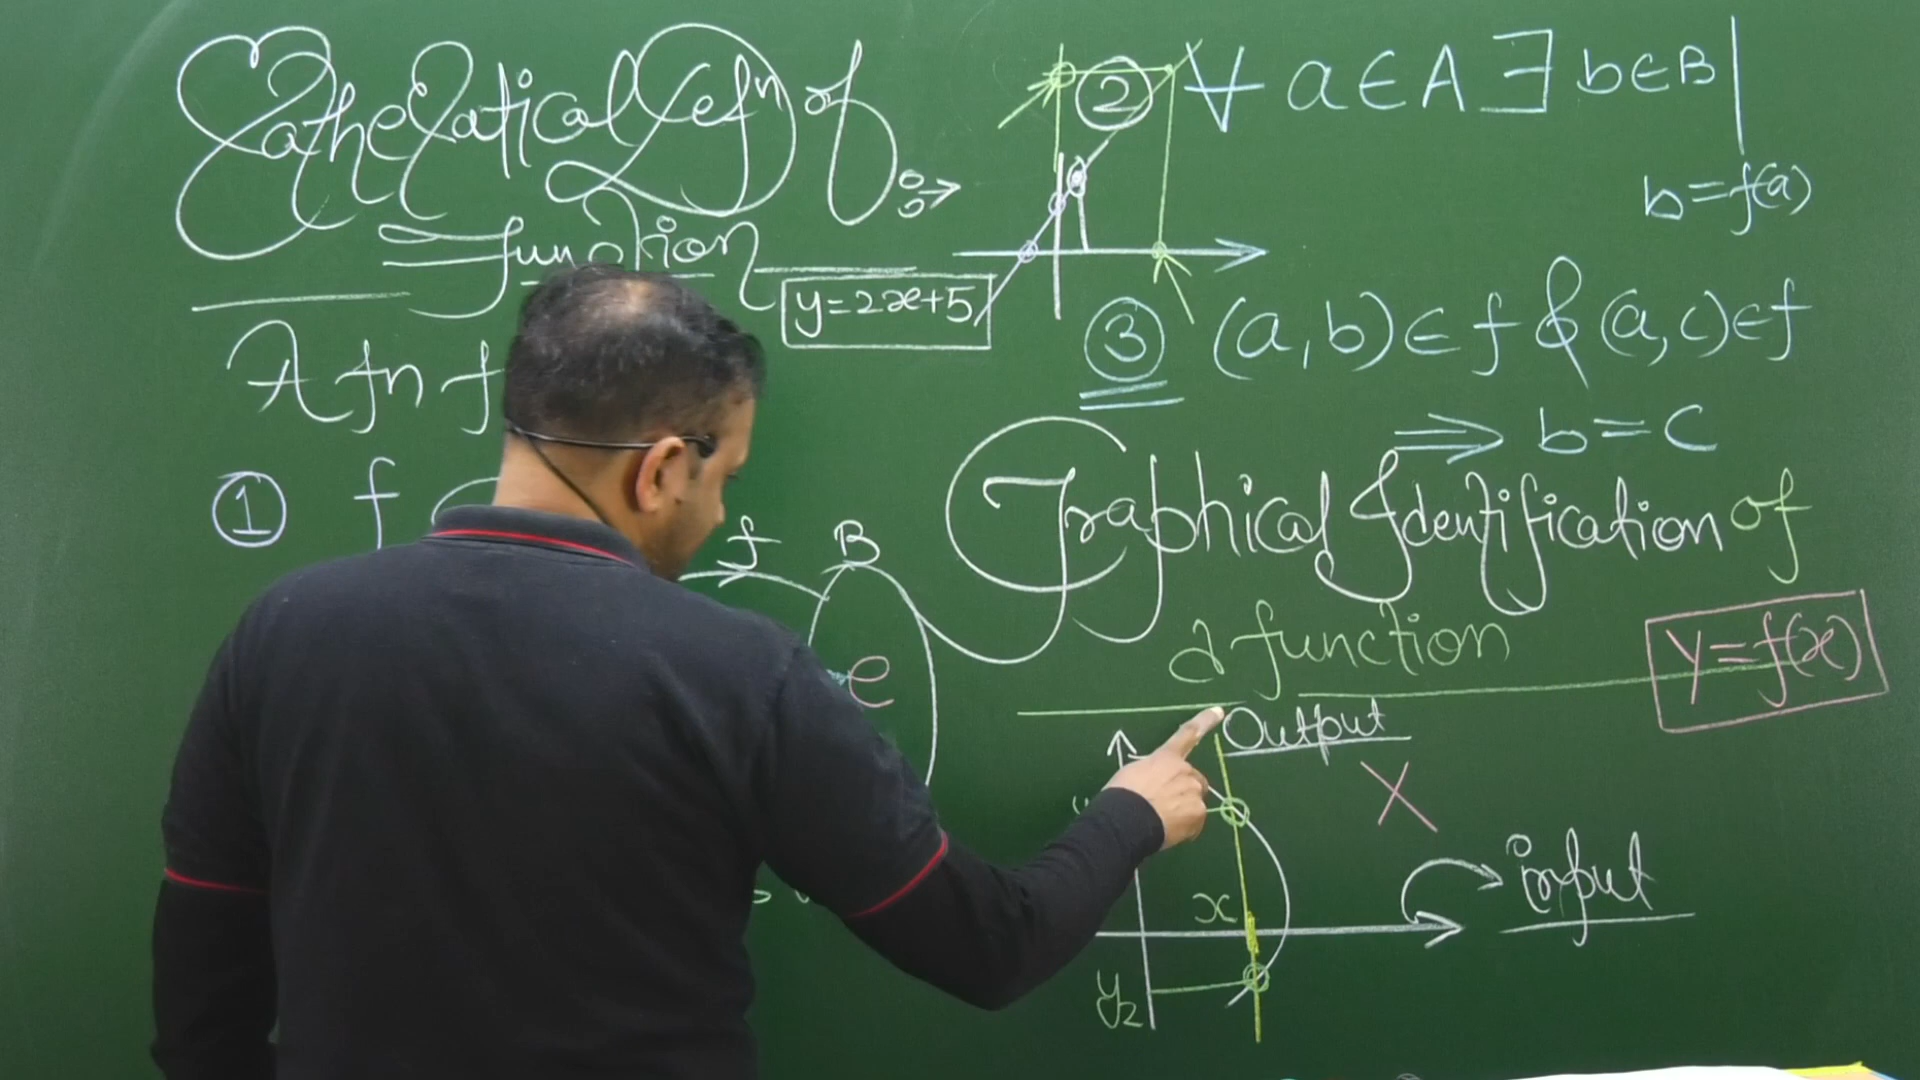 Mathematical Defn of
function
y=2x+5
A fn f
① f
f B
e
② ∀ a∈A ∃ b∈B |
b=f(a)
③ (a,b)∈f & (a,c)∈f
⇒ b=c
Graphical Identification of
a function
y=f(x)
Output
X
input
x
y2